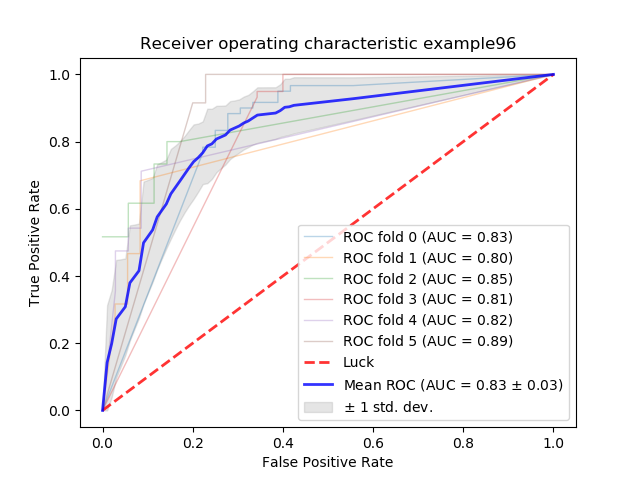 Receiver operating characteristic example96
1.0
0.8
0.6
0.4
0.2
0.0
True Positive Rate
ROC fold 0 (AUC = 0.83)
ROC fold 1 (AUC = 0.80)
ROC fold 2 (AUC = 0.85)
ROC fold 3 (AUC = 0.81)
ROC fold 4 (AUC = 0.82)
ROC fold 5 (AUC = 0.89)
Luck
Mean ROC (AUC = 0.83 ± 0.03)
± 1 std. dev.
0.0 0.2 0.4 0.6 0.8 1.0
False Positive Rate